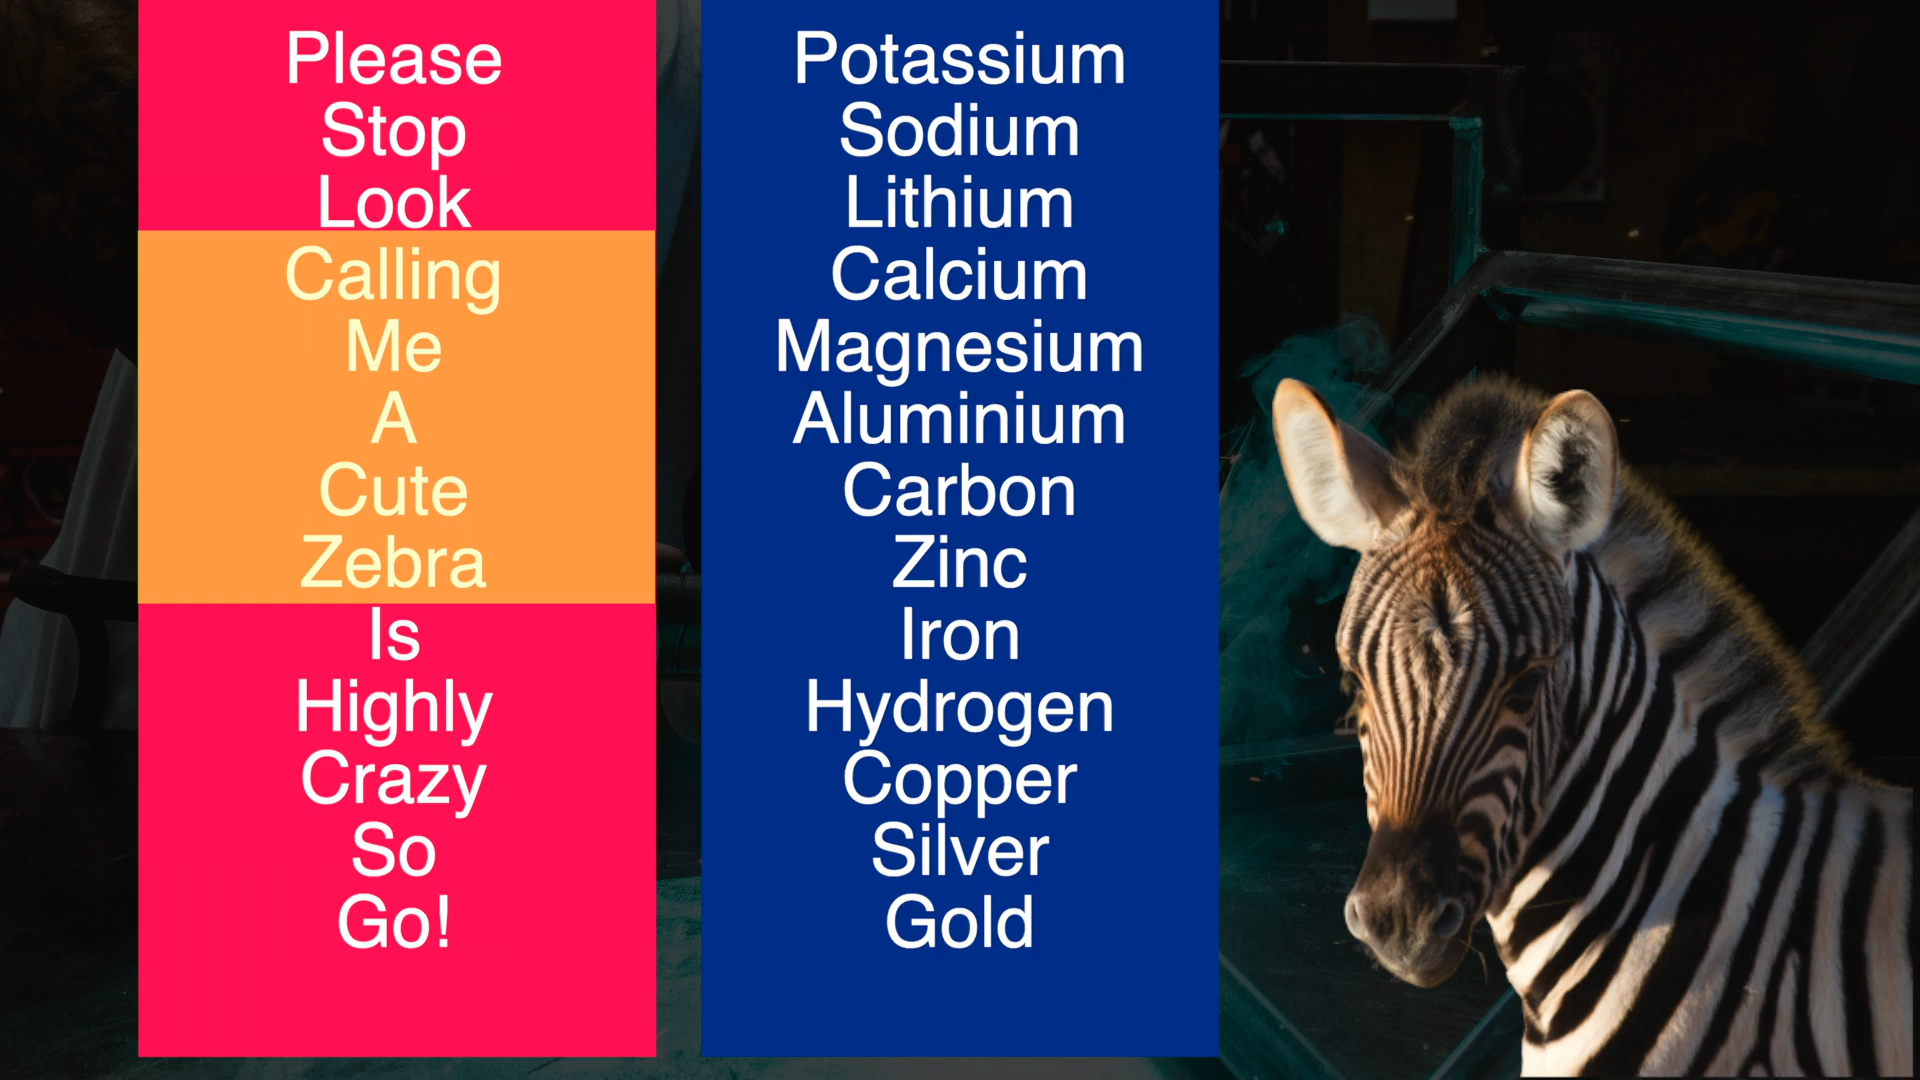 Please
Stop
Look
Calling
Me
A
Cute
Zebra
Is
Highly
Crazy
So
Go!
Potassium
Sodium
Lithium
Calcium
Magnesium
Aluminium
Carbon
Zinc
Iron
Hydrogen
Copper
Silver
Gold